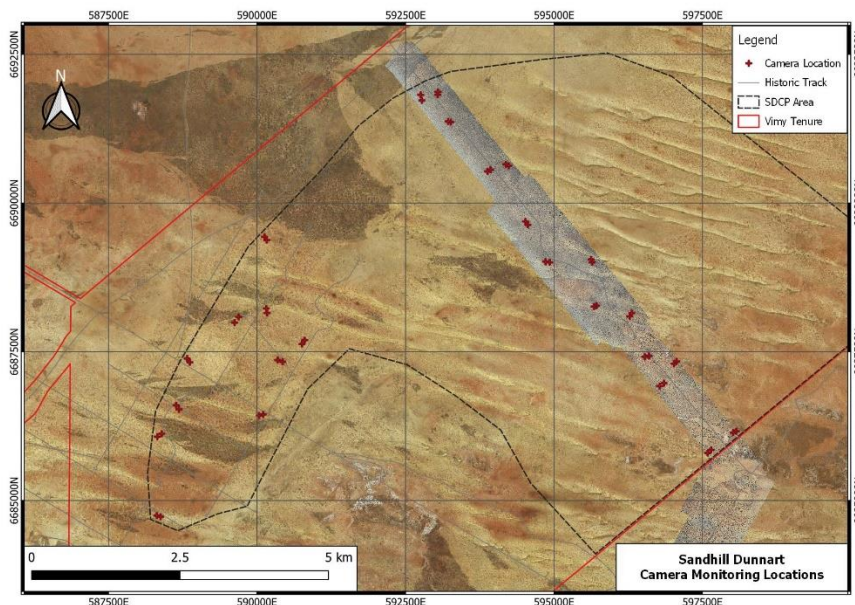 587500E 590000E 592500E 595000E 597500E
6692500N
6690000N
6687500N
6685000N
N
Legend
Camera Location
Historic Track
SDCP Area
Vimy Tenure
0 2.5 5 km
Sandhill Dunnart
Camera Monitoring Locations
587500E 590000E 592500E 595000E 597500E